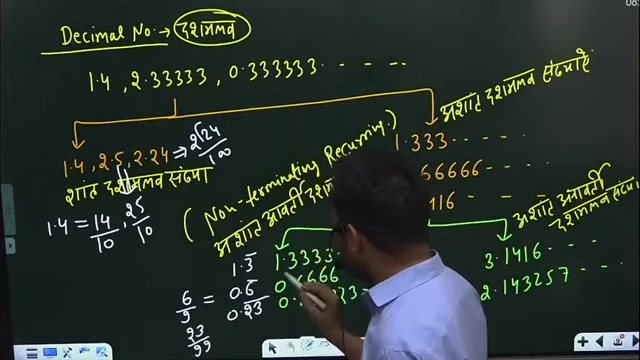 Decimal No. → दशमलव
1.4, 2.33333, 0.333333 - - - -
अशांत दशमलव संख्याएं
1.4, 2.5, 2.24 ⇒ 224/100
शांत दशमलव संख्या
1.333 - - - -
66666 - - - -
416 - - -
1.4 = 14/10, 25/10
(Non-terminating Recurring.)
अशांत आवर्ती
अशांत अनावर्ती
दशमलव संख्या
1.3̅ 1.3333
3.1416 - - -
6/9 = 0.6̅ 0.6666
2.143257 - - -
23/99 0.2̅3̅ 0. 23